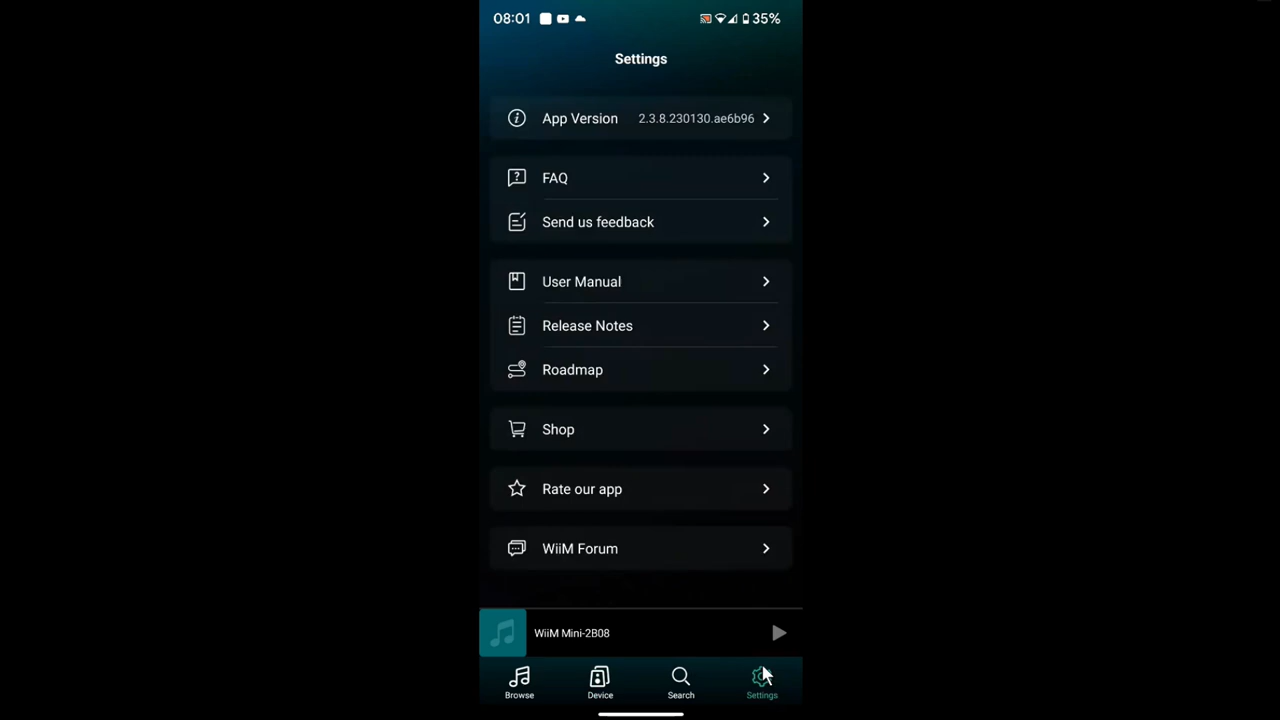 08:01 35%
Settings
App Version 2.3.8.230130.ae6b96
FAQ
Send us feedback
User Manual
Release Notes
Roadmap
Shop
Rate our app
WiiM Forum
WiiM Mini-2B08
Browse Device Search Settings